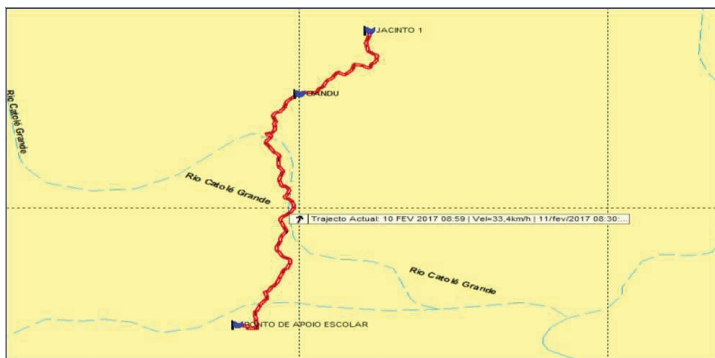 JACINTO 1
Rio Catolé Grande
Rio Catolé Grande
Trajecto Actual: 10 FEV 2017 08:59 | Vel=33,4km/h | 11/fev/2017 08:30:...
Rio Catolé Grande
PONTO DE APOIO ESCOLAR